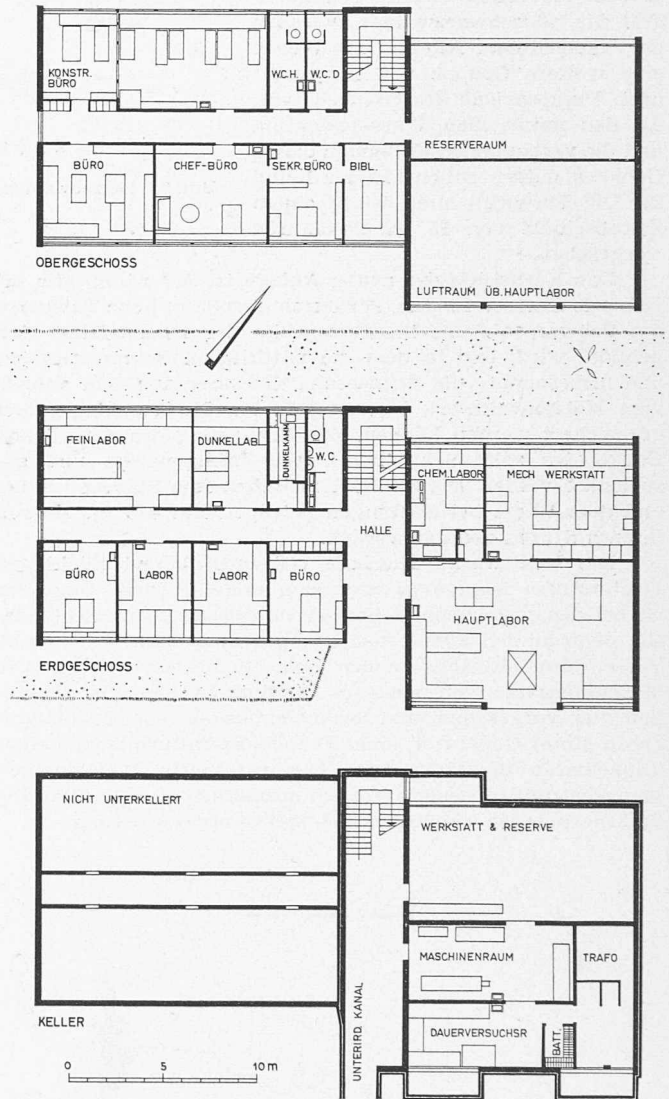 KONSTR.
BÜRO
W.C.H.
W.C.D
RESERVERAUM
BÜRO
CHEF-BÜRO
SEKR.BÜRO
BIBL.
OBERGESCHOSS
LUFTRAUM ÜB.HAUPTLABOR
FEINLABOR
DUNKELLAB.
DUNKELKAMM.
W.C.
CHEM.LABOR
MECH WERKSTATT
HALLE
BÜRO
LABOR
LABOR
BÜRO
HAUPTLABOR
ERDGESCHOSS
NICHT UNTERKELLERT
WERKSTATT & RESERVE
MASCHINENRAUM
TRAFO
UNTERIRD. KANAL
DAUERVERSUCHSR
BATT.
KELLER
0 5 10 m